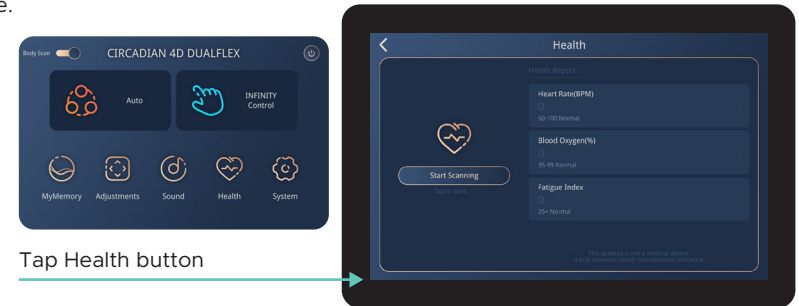 e.
Body Scan
CIRCADIAN 4D DUALFLEX
Auto
INFINITY
Control
MyMemory
Adjustments
Sound
Health
System
Tap Health button
Health
Health Report
Start Scanning
Tap to start.
Heart Rate(BPM)
0
60-100 Normal
Blood Oxygen(%)
0
95-99 Normal
Fatigue Index
0
25+ Normal
This product is not a medical device,
it only provides health management reference.